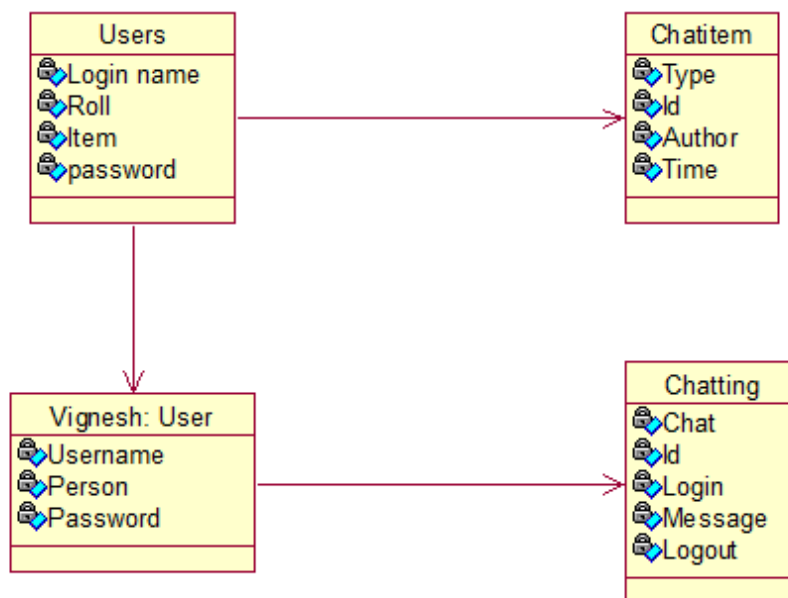 Users
Login name
Roll
Item
password
Chatitem
Type
Id
Author
Time
Vignesh: User
Username
Person
Password
Chatting
Chat
Id
Login
Message
Logout